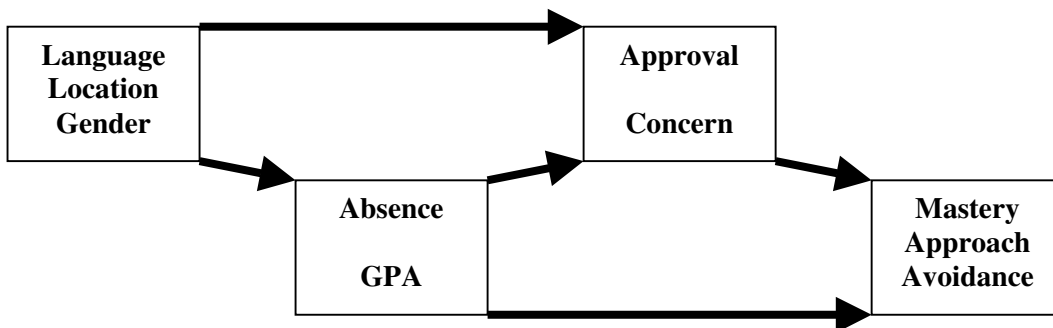 Language
Location
Gender
Approval
Concern
Absence
GPA
Mastery
Approach
Avoidance